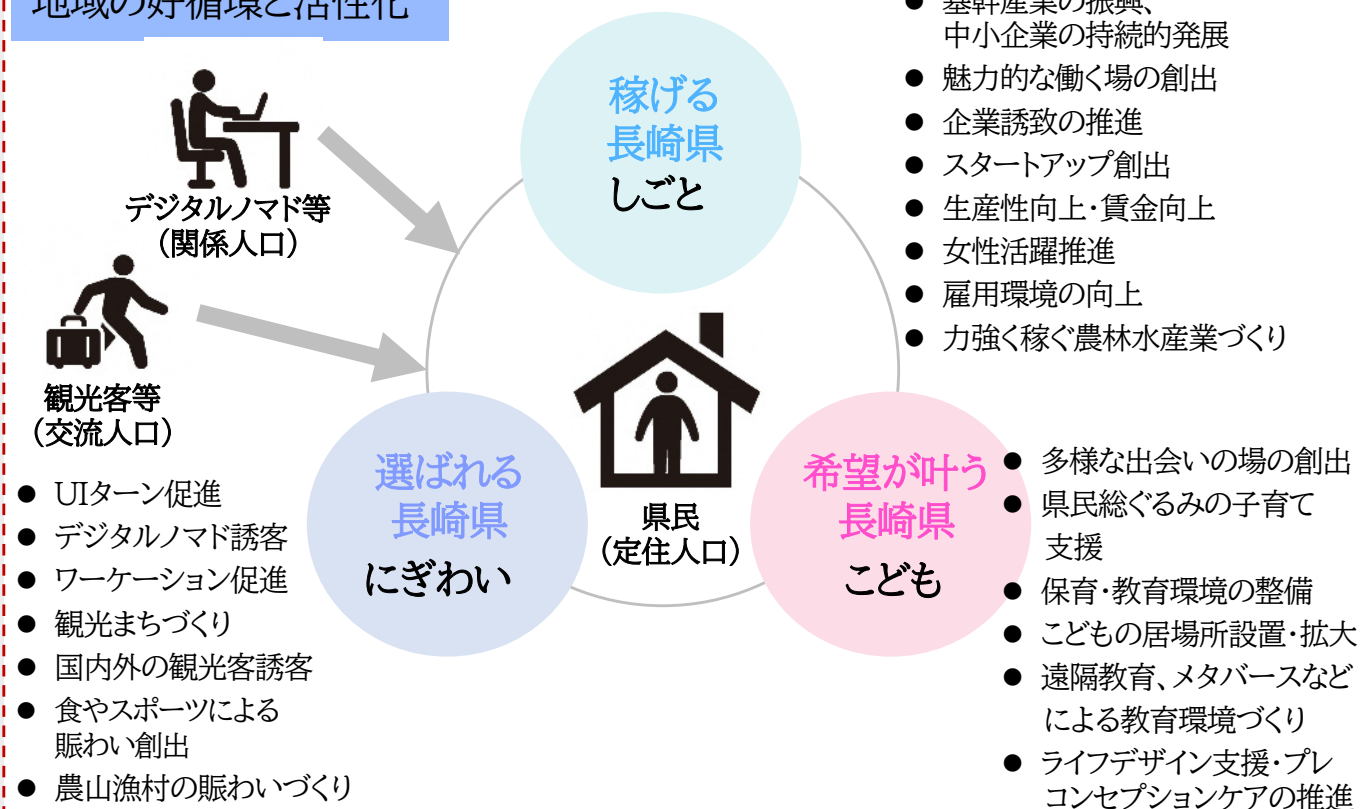 地域の好循環と活性化
デジタルノマド等
（関係人口）
観光客等
（交流人口）
● UIターン促進
● デジタルノマド誘客
● ワーケーション促進
● 観光まちづくり
● 国内外の観光客誘客
● 食やスポーツによる
賑わい創出
● 農山漁村の賑わいづくり
稼げる
長崎県
しごと
選ばれる
長崎県
にぎわい
県民
（定住人口）
希望が叶う
長崎県
こども
● 基幹産業の振興、
中小企業の持続的発展
● 魅力的な働く場の創出
● 企業誘致の推進
● スタートアップ創出
● 生産性向上・賃金向上
● 女性活躍推進
● 雇用環境の向上
● 力強く稼ぐ農林水産業づくり
● 多様な出会いの場の創出
● 県民総ぐるみの子育て
支援
● 保育・教育環境の整備
● こどもの居場所設置・拡大
● 遠隔教育、メタバースなど
による教育環境づくり
● ライフデザイン支援・プレ
コンセプションケアの推進